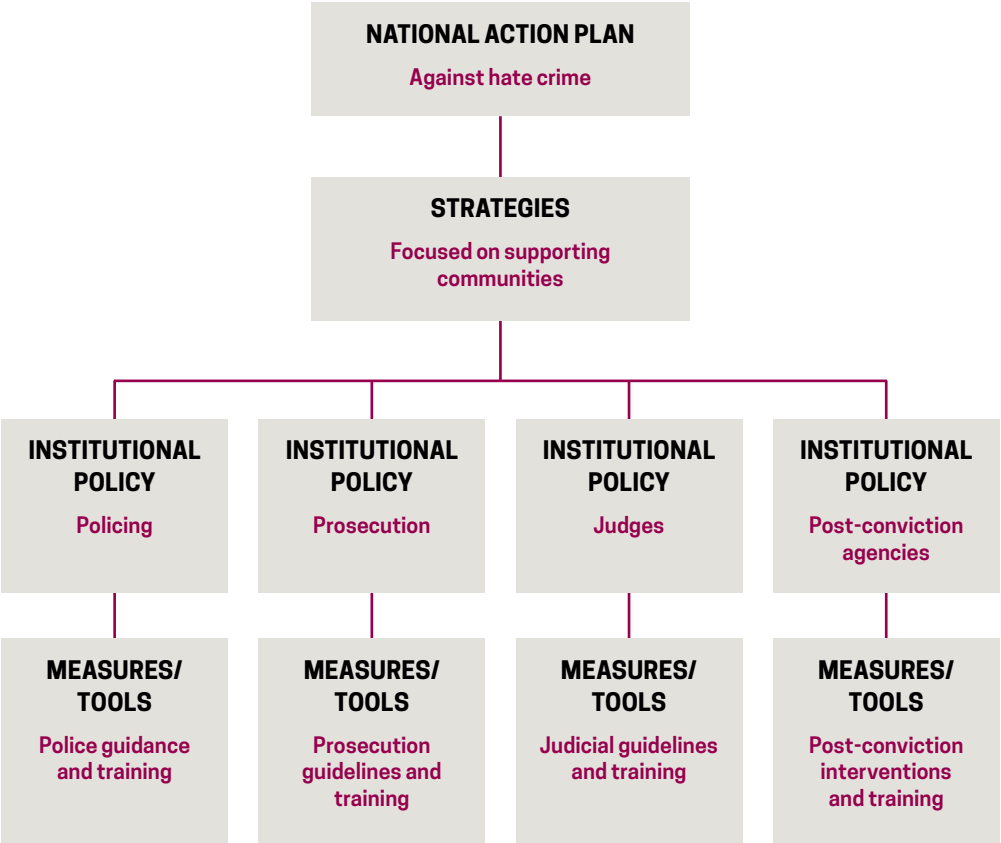 NATIONAL ACTION PLAN
Against hate crime
STRATEGIES
Focused on supporting
communities
INSTITUTIONAL
POLICY
Policing
INSTITUTIONAL
POLICY
Prosecution
INSTITUTIONAL
POLICY
Judges
INSTITUTIONAL
POLICY
Post-conviction
agencies
MEASURES/
TOOLS
Police guidance
and training
MEASURES/
TOOLS
Prosecution
guidelines and
training
MEASURES/
TOOLS
Judicial guidelines
and training
MEASURES/
TOOLS
Post-conviction
interventions
and training